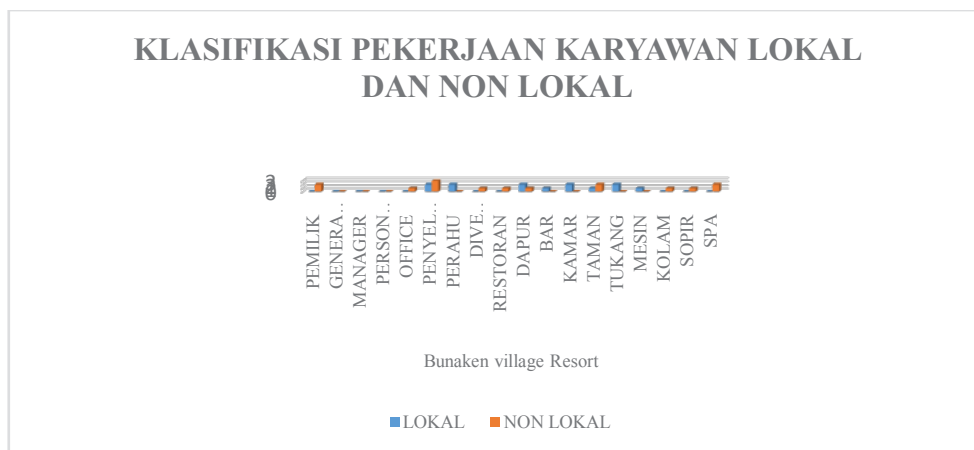 KLASIFIKASI PEKERJAAN KARYAWAN LOKAL
DAN NON LOKAL
PEMILIK
GENERA…
MANAGER
PERSON…
OFFICE
PENYEL…
PERAHU
DIVE…
RESTORAN
DAPUR
BAR
KAMAR
TAMAN
TUKANG
MESIN
KOLAM
SOPIR
SPA
Bunaken village Resort
LOKAL
NON LOKAL